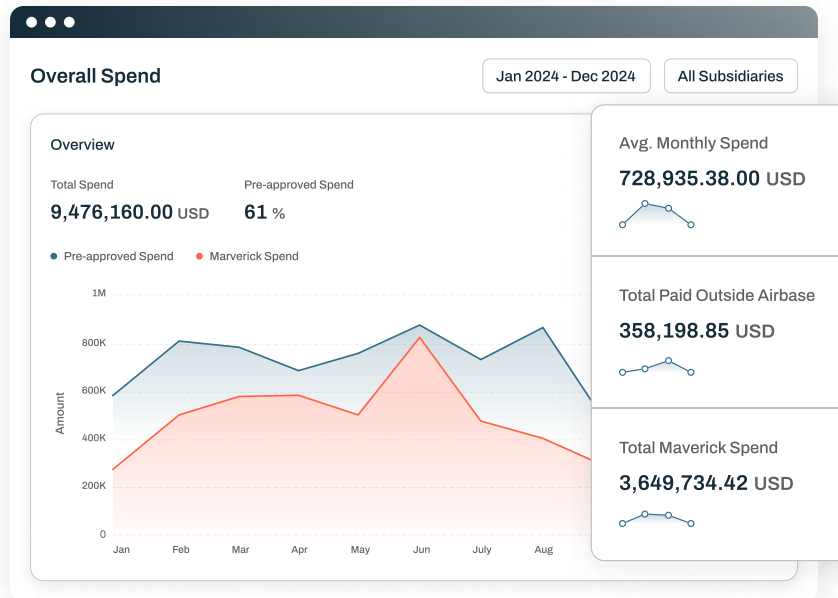 Overall Spend
Jan 2024 - Dec 2024
All Subsidiaries
Overview
Total Spend
Pre-approved Spend
9,476,160.00 USD
61 %
Pre-approved Spend
Marverick Spend
1M
800K
600K
400K
200K
0
Amount
Jan
Feb
Mar
Apr
May
Jun
July
Aug
Avg. Monthly Spend
728,935.38.00 USD
Total Paid Outside Airbase
358,198.85 USD
Total Maverick Spend
3,649,734.42 USD